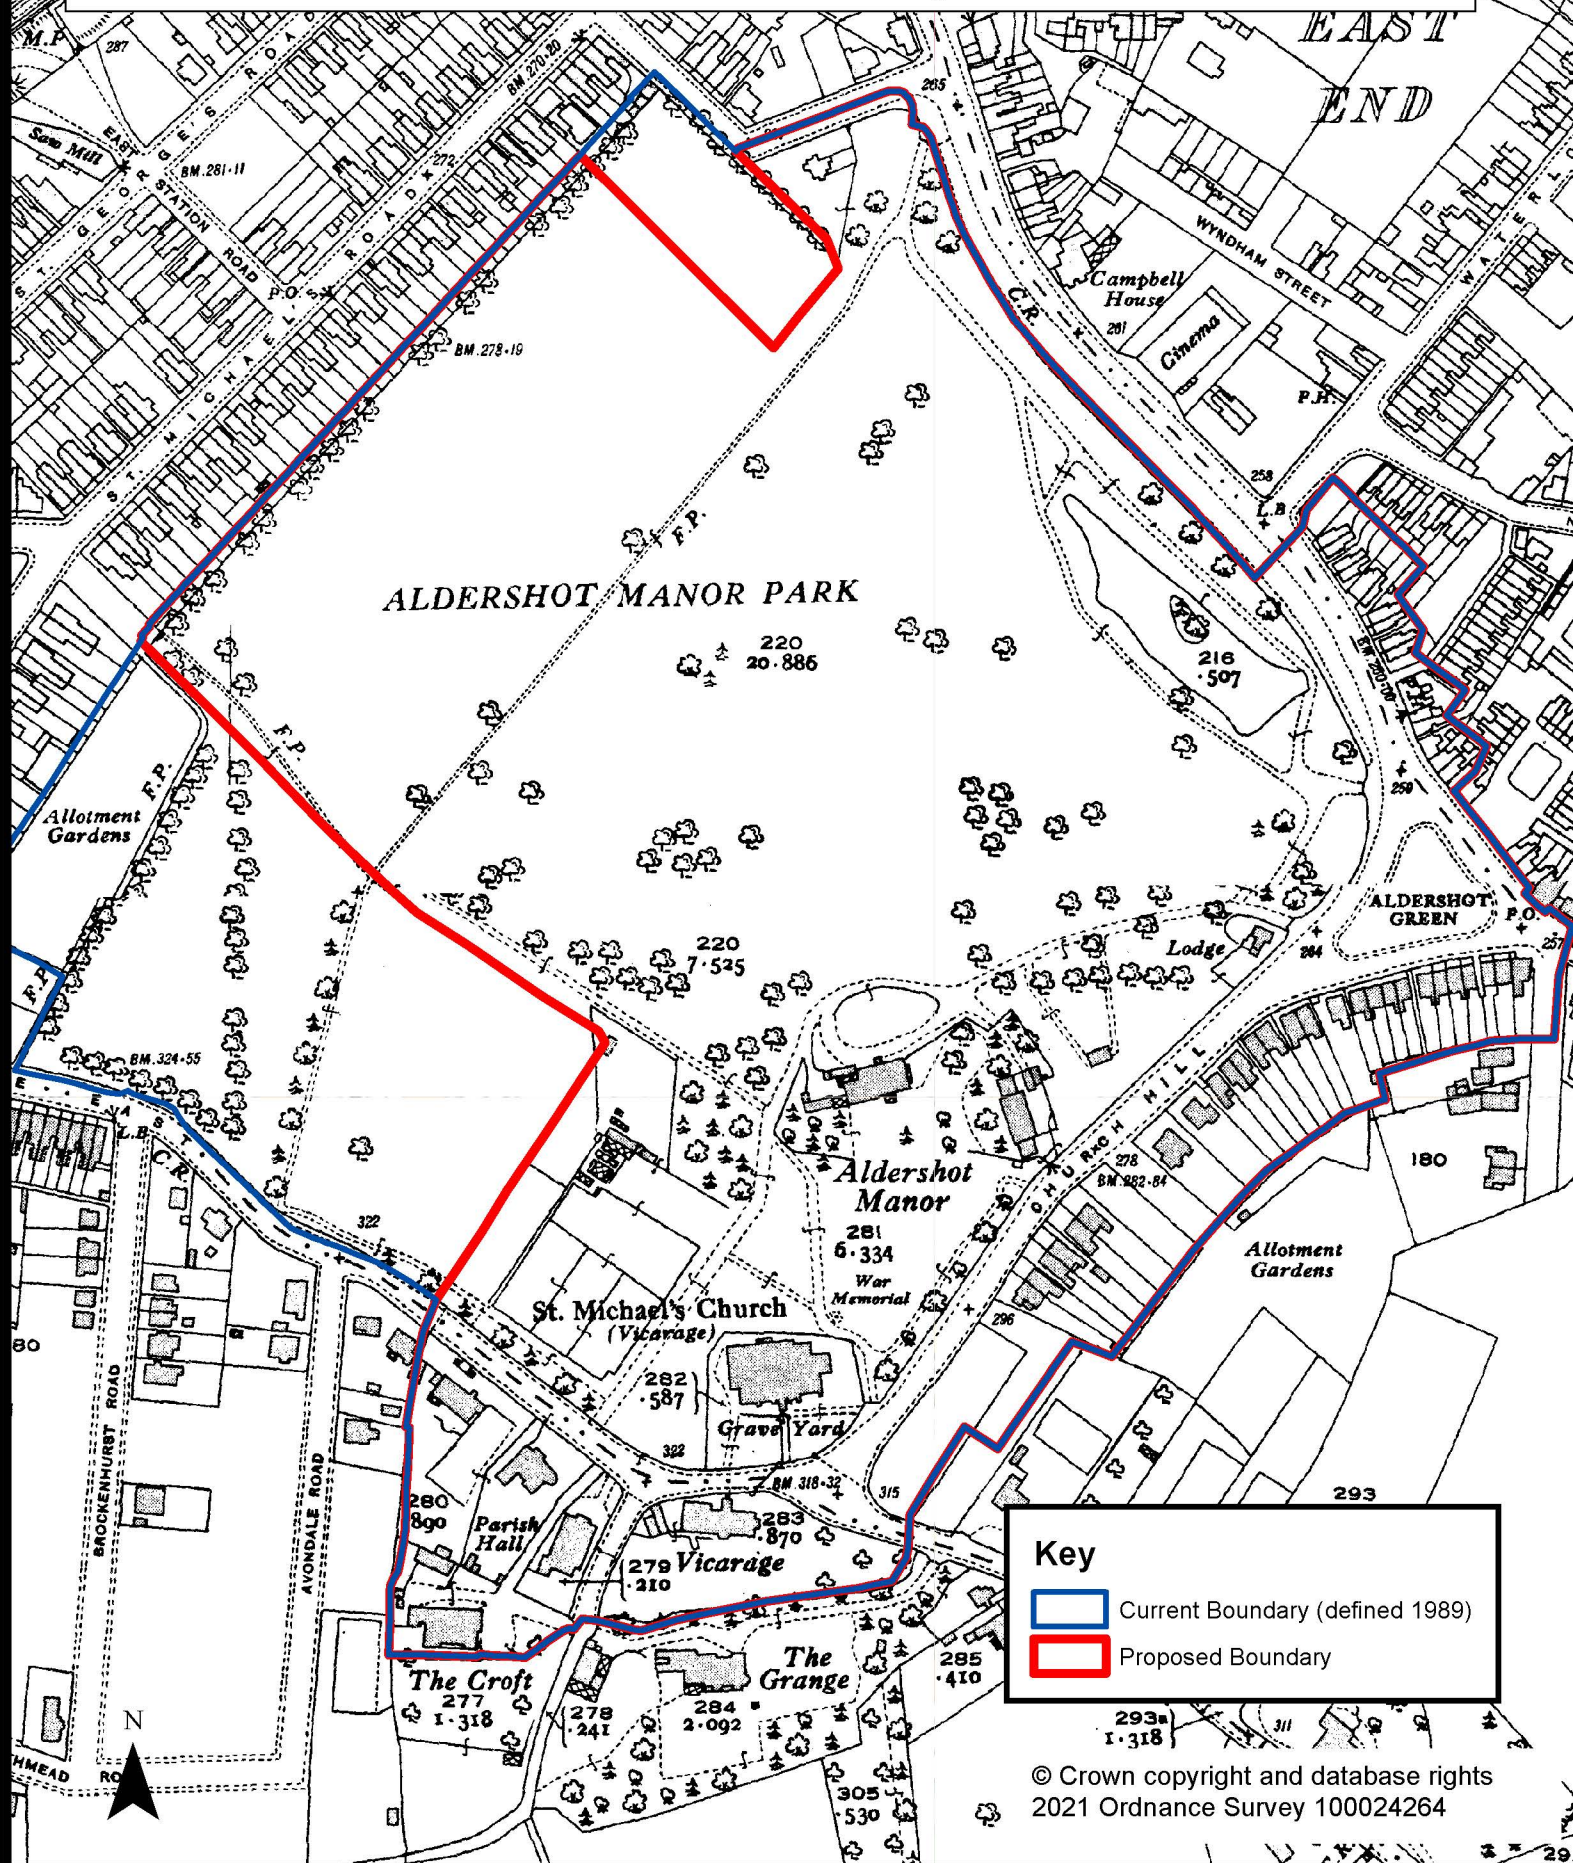 EAST
END
M.P.
287
ST. GEORGES ROAD
BM.270.20
265
Saw Mill
EAST
STATION ROAD
BM.281.11
272
P.O.
ST. MICHAELS ROAD
BM.278.19
WYNDHAM STREET
Campbell
House
261
Cinema
C.R.
P.H.
258
L.B
F.P.
ALDERSHOT MANOR PARK
220
20.886
216
.507
F.P.
F.P.
Allotment
Gardens
259
ALDERSHOT
GREEN
P.O.
257
Lodge
264
220
7.525
F.P.
BM.324.55
L.B
C.R
322
CHURCH HILL
278
BM.282.84
180
Aldershot
Manor
281
6.334
War
Memorial
Allotment
Gardens
St. Michael's Church
(Vicarage)
296
80
282
.587
Grave Yard
322
BM.318.32
315
BROCKENHURST ROAD
AVONDALE ROAD
280
890
Parish
Hall
283
.870
279
.210
Vicarage
293
The Croft
277
1.318
278
.241
284
2.092
The
Grange
285
.410
Key
Current Boundary (defined 1989)
Proposed Boundary
293a
1.318
311
N
HMEAD RO
305
.530
© Crown copyright and database rights
2021 Ordnance Survey 100024264
29